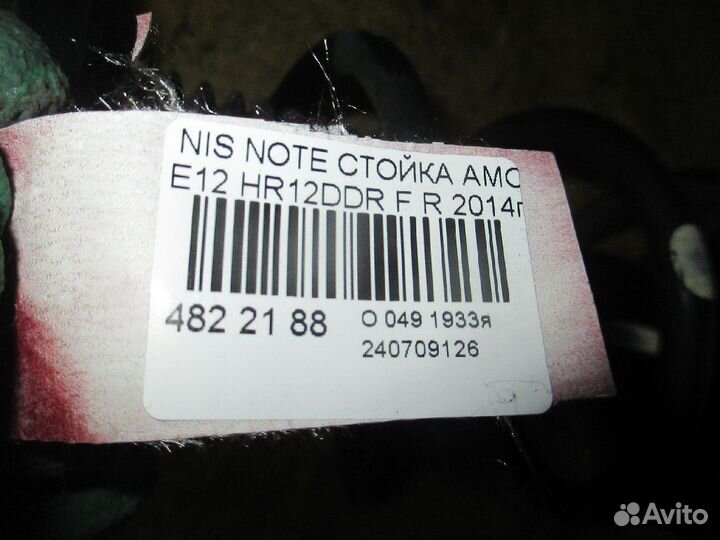 NIS NOTE СТОЙКА АМО
E12 HR12DDR F R 2014г
482 21 88
О 049 1933я
240709126
Avito